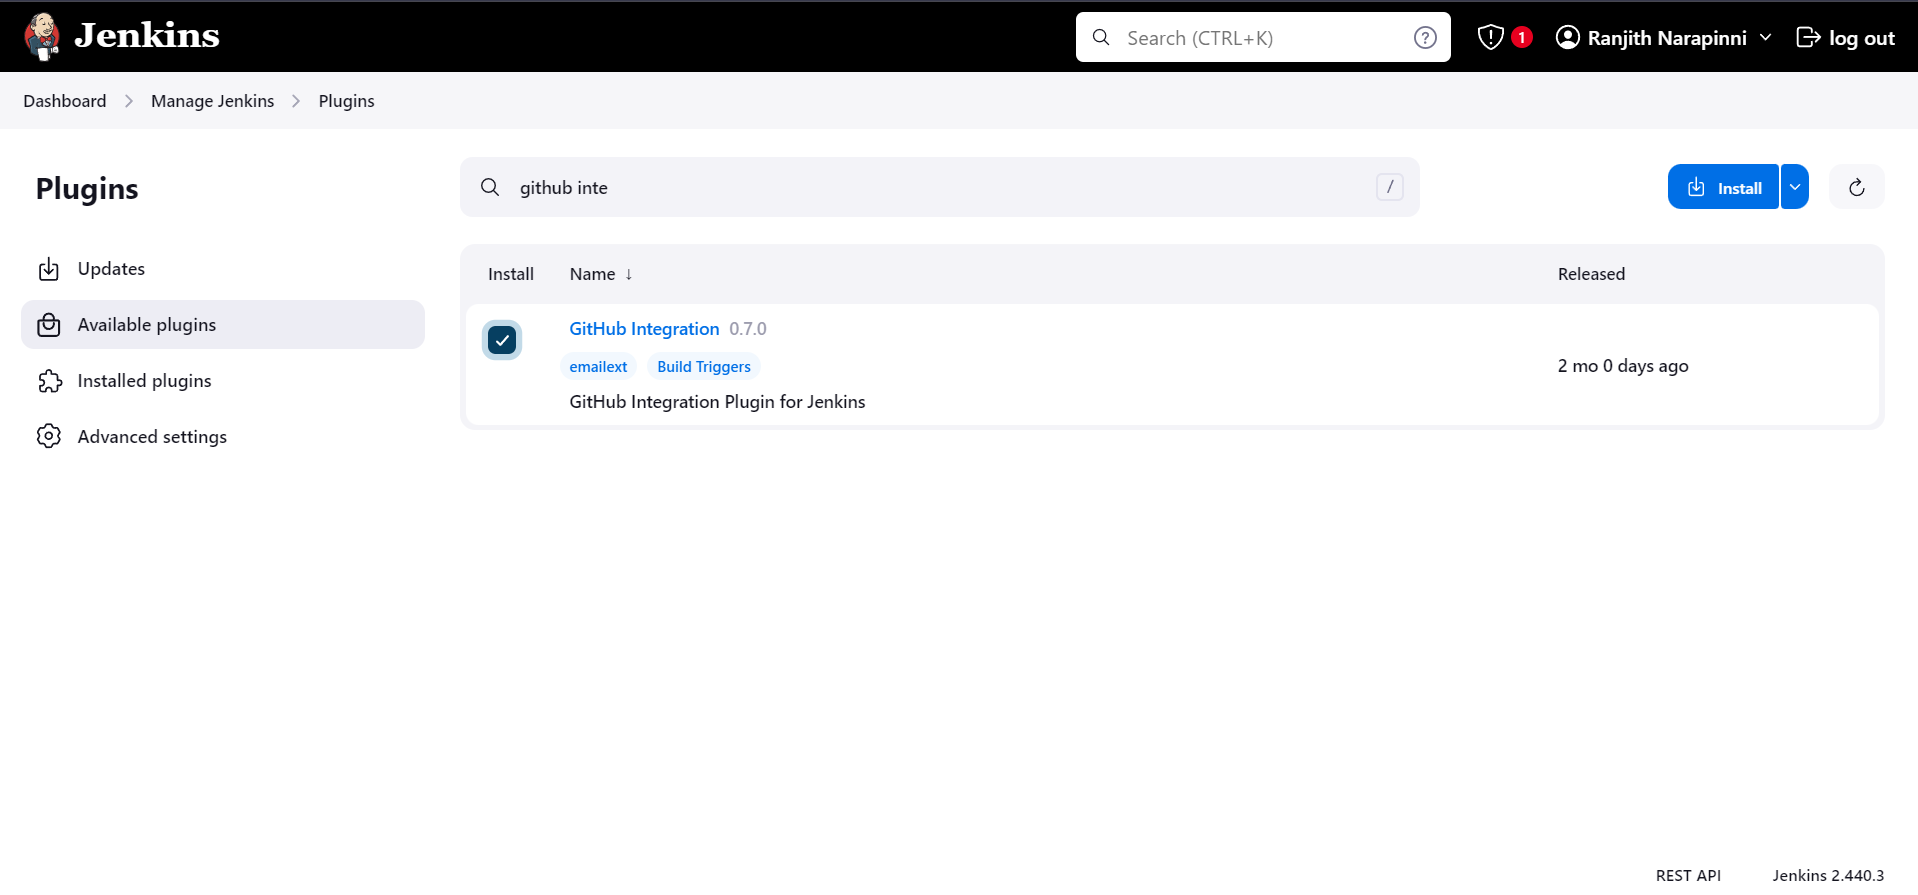 Jenkins
Search (CTRL+K)
?
! 1
Ranjith Narapinni
log out
Dashboard > Manage Jenkins > Plugins
Plugins
github inte
/
Install
Updates
Available plugins
Installed plugins
Advanced settings
Install Name ↓ Released
GitHub Integration 0.7.0
emailext Build Triggers
GitHub Integration Plugin for Jenkins
2 mo 0 days ago
REST API Jenkins 2.440.3